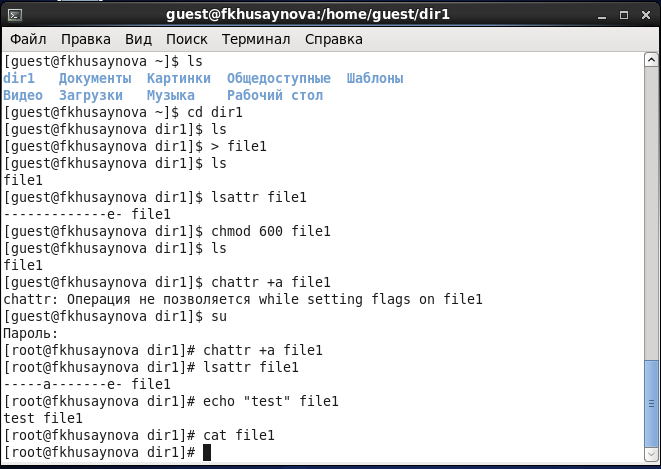 guest@fkhusaynova:/home/guest/dir1
Файл Правка Вид Поиск Терминал Справка
[guest@fkhusaynova ~]$ ls
dir1 Документы Картинки Общедоступные Шаблоны
Видео Загрузки Музыка Рабочий стол
[guest@fkhusaynova ~]$ cd dir1
[guest@fkhusaynova dir1]$ ls
[guest@fkhusaynova dir1]$ > file1
[guest@fkhusaynova dir1]$ ls
file1
[guest@fkhusaynova dir1]$ lsattr file1
-------------e- file1
[guest@fkhusaynova dir1]$ chmod 600 file1
[guest@fkhusaynova dir1]$ ls
file1
[guest@fkhusaynova dir1]$ chattr +a file1
chattr: Операция не позволяется while setting flags on file1
[guest@fkhusaynova dir1]$ su
Пароль:
[root@fkhusaynova dir1]# chattr +a file1
[root@fkhusaynova dir1]# lsattr file1
-----a-------e- file1
[root@fkhusaynova dir1]# echo "test" file1
test file1
[root@fkhusaynova dir1]# cat file1
[root@fkhusaynova dir1]#